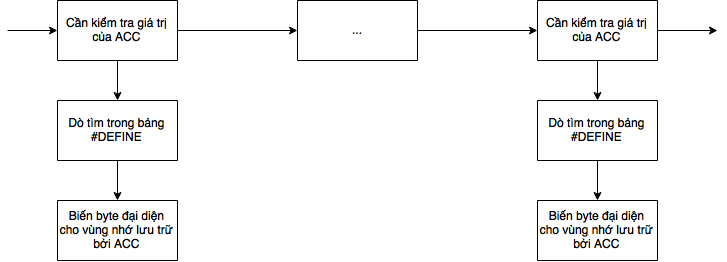 Cần kiểm tra giá trị
của ACC
...
Cần kiểm tra giá trị
của ACC
Dò tìm trong bảng
#DEFINE
Dò tìm trong bảng
#DEFINE
Biến byte đại diện
cho vùng nhớ lưu trữ
bởi ACC
Biến byte đại diện
cho vùng nhớ lưu trữ
bởi ACC